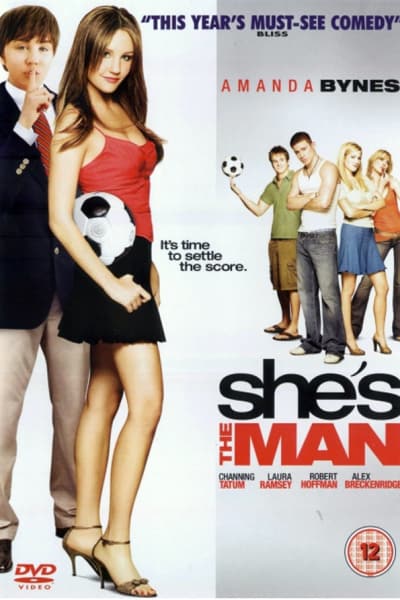 "THIS YEAR'S MUST-SEE COMEDY"
BLISS
AMANDA BYNES
It's time
to settle
the score.
she's
THE MAN
CHANNING TATUM
LAURA RAMSEY
ROBERT HOFFMAN
ALEX BRECKENRIDGE
12
DVD
VIDEO